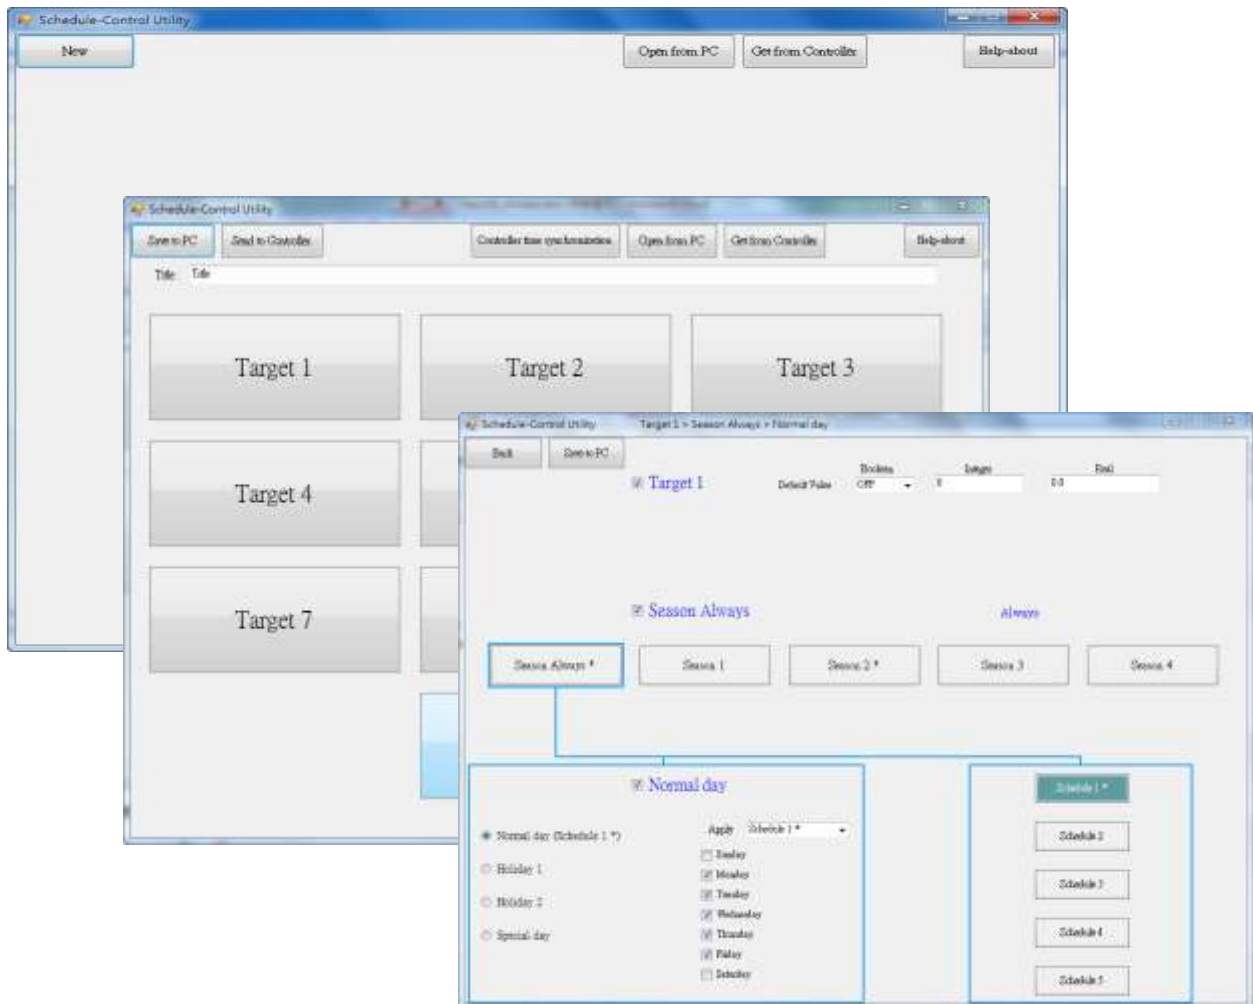 Schedule-Control Utility
New
Open from PC
Get from Controller
Help-about
Schedule-Control Utility
Save to PC
Send to Controller
Controller time synchronization
Open from PC
Get from Controller
Help-about
Title
Title
Target 1
Target 2
Target 3
Target 4
Target 7
Schedule-Control Utility
Target 1 > Season Always > Normal day
Back
Save to PC
Target 1
Default Value
Boolean
OFF
Integer
0
Real
0.0
Season Always
Always
Season Always *
Season 1
Season 2 *
Season 3
Season 4
Normal day
Normal day (Schedule 1 *)
Holiday 1
Holiday 2
Special day
Apply
Schedule 1 *
Sunday
Monday
Tuesday
Wednesday
Thursday
Friday
Saturday
Schedule 1 *
Schedule 2
Schedule 3
Schedule 4
Schedule 5